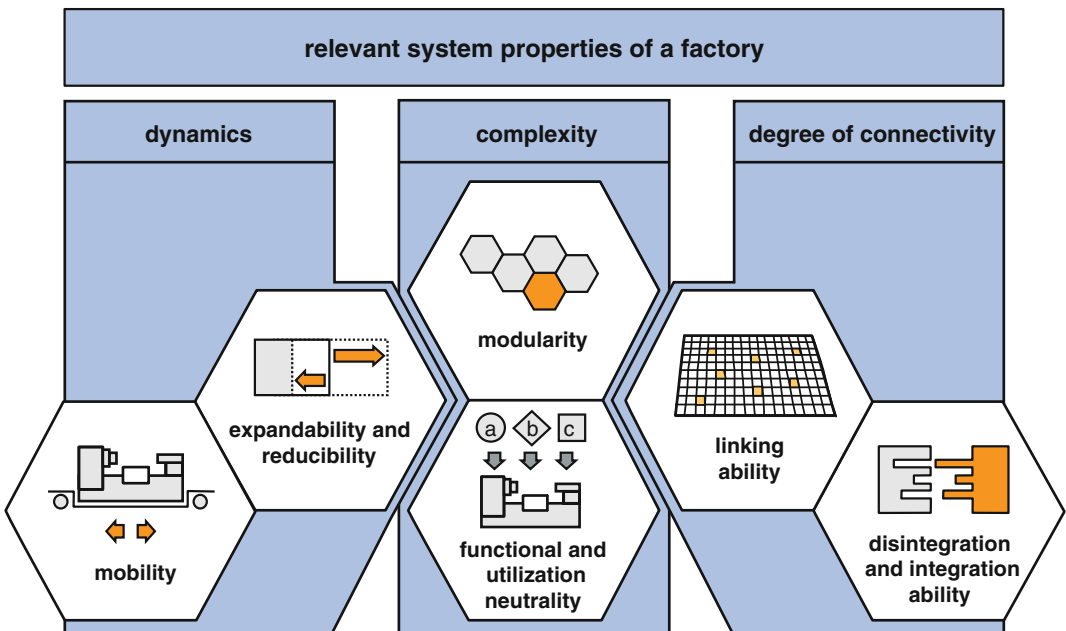 relevant system properties of a factory
dynamics
complexity
degree of connectivity
modularity
expandability and
reducibility
a b c
linking
ability
mobility
functional and
utilization
neutrality
disintegration
and integration
ability